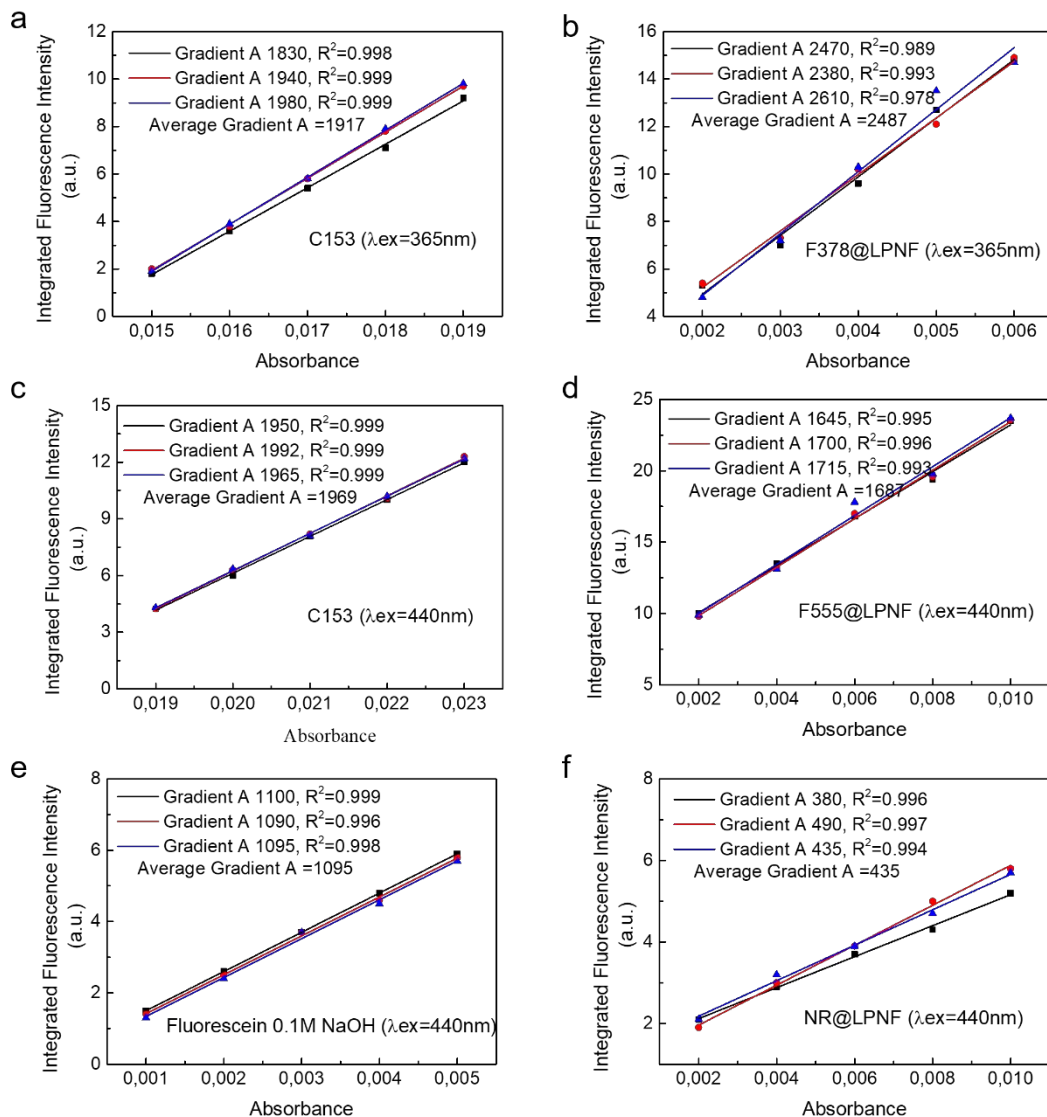 a
12
10
8
6
4
2
0
Integrated Fluorescence Intensity
(a.u.)
Gradient A 1830, R²=0.998
Gradient A 1940, R²=0.999
Gradient A 1980, R²=0.999
Average Gradient A =1917
C153 (λex=365nm)
0,015 0,016 0,017 0,018 0,019
Absorbance
b
16
14
12
10
8
6
4
Integrated Fluorescence Intensity
(a.u.)
Gradient A 2470, R²=0.989
Gradient A 2380, R²=0.993
Gradient A 2610, R²=0.978
Average Gradient A =2487
F378@LPNF (λex=365nm)
0,002 0,003 0,004 0,005 0,006
Absorbance
c
15
12
9
6
3
0
Integrated Fluorescence Intensity
(a.u.)
Gradient A 1950, R²=0.999
Gradient A 1992, R²=0.999
Gradient A 1965, R²=0.999
Average Gradient A =1969
C153 (λex=440nm)
0,019 0,020 0,021 0,022 0,023
Absorbance
d
25
20
15
10
5
Integrated Fluorescence Intensity
(a.u.)
Gradient A 1645, R²=0.995
Gradient A 1700, R²=0.996
Gradient A 1715, R²=0.993
Average Gradient A =1687
F555@LPNF (λex=440nm)
0,002 0,004 0,006 0,008 0,010
Absorbance
e
8
6
4
2
0
Integrated Fluorescence Intensity
(a.u.)
Gradient A 1100, R²=0.999
Gradient A 1090, R²=0.996
Gradient A 1095, R²=0.998
Average Gradient A =1095
Fluorescein 0.1M NaOH (λex=440nm)
0,001 0,002 0,003 0,004 0,005
Absorbance
f
8
6
4
2
Integrated Fluorescence Intensity
(a.u.)
Gradient A 380, R²=0.996
Gradient A 490, R²=0.997
Gradient A 435, R²=0.994
Average Gradient A =435
NR@LPNF (λex=440nm)
0,002 0,004 0,006 0,008 0,010
Absorbance